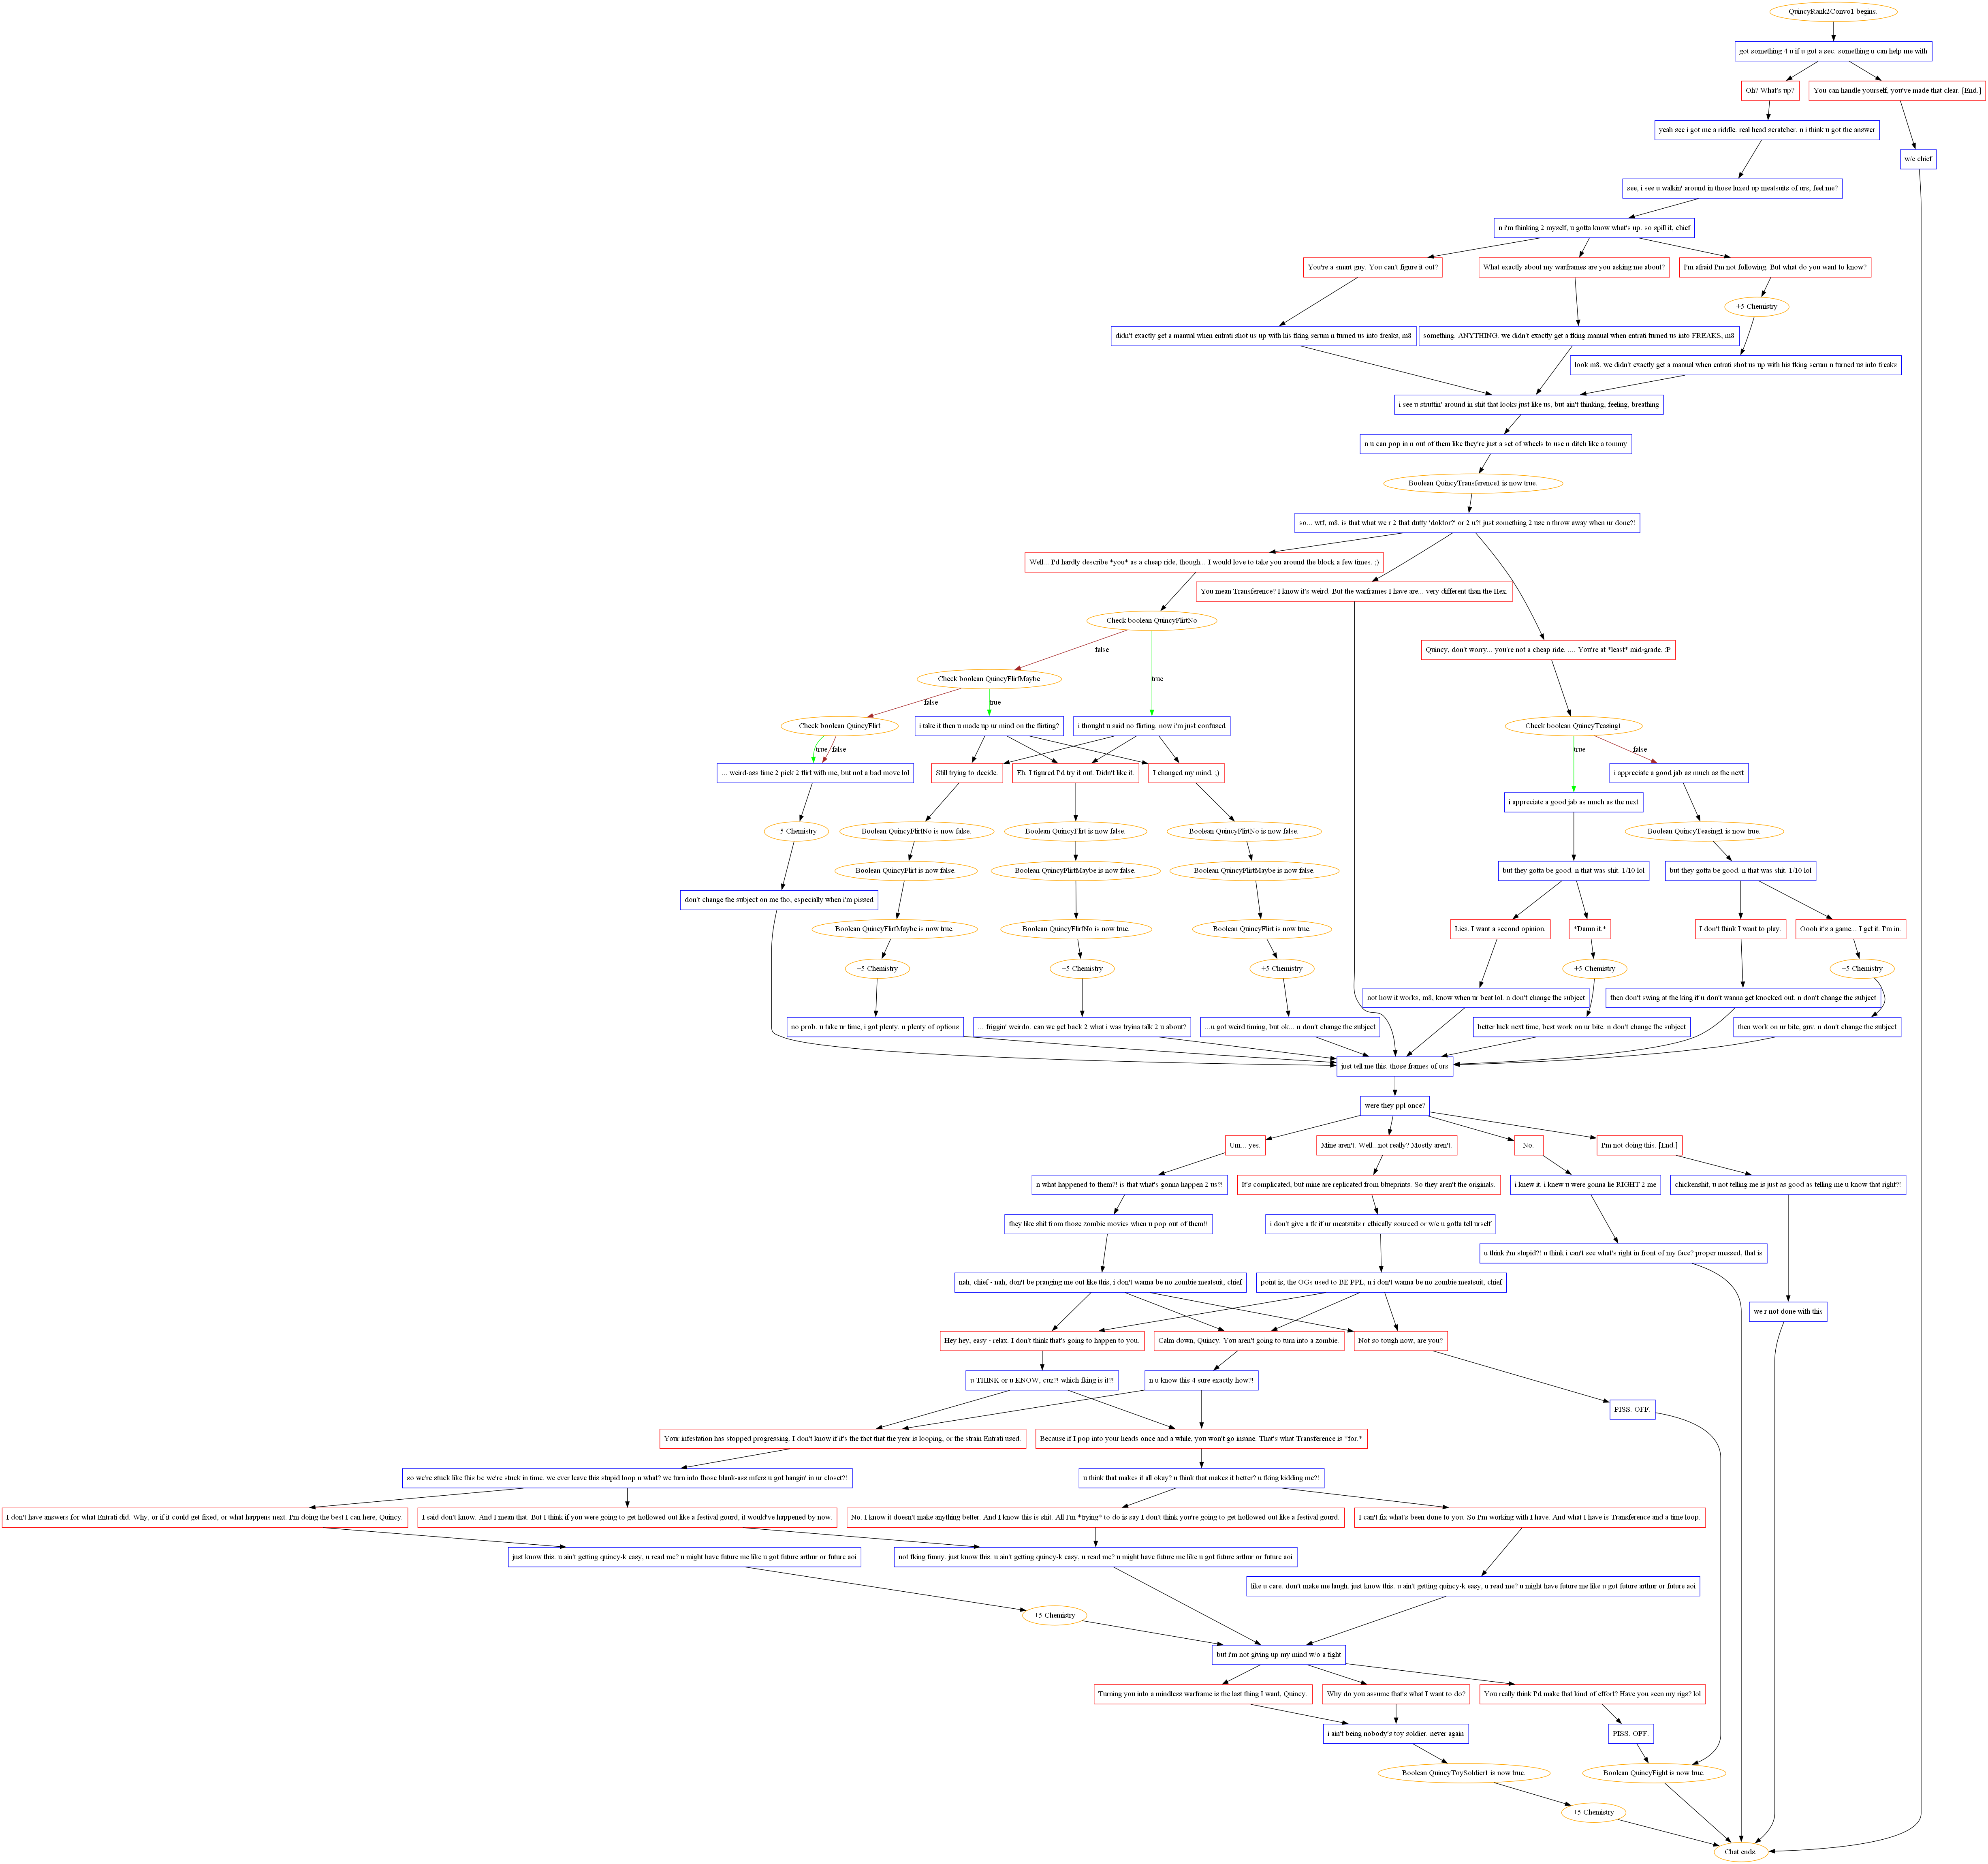 QuincyRank2Convo1 begins.
got something 4 u if u got a sec. something u can help me with
Oh? What's up?
You can handle yourself, you've made that clear. [End.]
yeah see i got me a riddle. real head scratcher. n i think u got the answer
w/e chief
see, i see u walkin' around in those luxed up meatsuits of urs, feel me?
n i'm thinking 2 myself, u gotta know what's up. so spill it, chief
You're a smart guy. You can't figure it out?
What exactly about my warframes are you asking me about?
I'm afraid I'm not following. But what do you want to know?
+5 Chemistry
didn't exactly get a manual when entrati shot us up with his fking serum n turned us into freaks, m8
something. ANYTHING. we didn't exactly get a fking manual when entrati turned us into FREAKS, m8
look m8. we didn't exactly get a manual when entrati shot us up with his fking serum n turned us into freaks
i see u struttin' around in shit that looks just like us, but ain't thinking, feeling, breathing
n u can pop in n out of them like they're just a set of wheels to use n ditch like a tommy
Boolean QuincyTransference1 is now true.
so... wtf, m8. is that what we r 2 that dutty 'doktor?' or 2 u?! just something 2 use n throw away when ur done?!
Well... I'd hardly describe *you* as a cheap ride, though... I would love to take you around the block a few times. ;)
You mean Transference? I know it's weird. But the warframes I have are... very different than the Hex.
Check boolean QuincyFlirtNo
Quincy, don't worry... you're not a cheap ride. .... You're at *least* mid-grade. :P
false
Check boolean QuincyFlirtMaybe
true
false
true
Check boolean QuincyFlirt
i take it then u made up ur mind on the flirting?
i thought u said no flirting. now i'm just confused
Check boolean QuincyTeasing1
true
false
true
false
... weird-ass time 2 pick 2 flirt with me, but not a bad move lol
Still trying to decide.
Eh. I figured I'd try it out. Didn't like it.
I changed my mind. ;)
i appreciate a good jab as much as the next
i appreciate a good jab as much as the next
+5 Chemistry
Boolean QuincyFlirtNo is now false.
Boolean QuincyFlirt is now false.
Boolean QuincyFlirtNo is now false.
Boolean QuincyTeasing1 is now true.
Boolean QuincyFlirt is now false.
Boolean QuincyFlirtMaybe is now false.
Boolean QuincyFlirtMaybe is now false.
but they gotta be good. n that was shit. 1/10 lol
but they gotta be good. n that was shit. 1/10 lol
don't change the subject on me tho, especially when i'm pissed
Boolean QuincyFlirtMaybe is now true.
Boolean QuincyFlirtNo is now true.
Boolean QuincyFlirt is now true.
Lies. I want a second opinion.
*Damn it.*
I don't think I want to play.
Oooh it's a game... I get it. I'm in.
+5 Chemistry
+5 Chemistry
+5 Chemistry
+5 Chemistry
+5 Chemistry
not how it works, m8, know when ur beat lol. n don't change the subject
then don't swing at the king if u don't wanna get knocked out. n don't change the subject
no prob. u take ur time, i got plenty. n plenty of options
... friggin' weirdo. can we get back 2 what i was tryina talk 2 u about?
...u got weird timing, but ok... n don't change the subject
better luck next time, best work on ur bite. n don't change the subject
then work on ur bite, guv. n don't change the subject
just tell me this. those frames of urs
were they ppl once?
Um... yes.
Mine aren't. Well...not really? Mostly aren't.
No.
I'm not doing this. [End.]
n what happened to them?! is that what's gonna happen 2 us?!
It's complicated, but mine are replicated from blueprints. So they aren't the originals.
i knew it. i knew u were gonna lie RIGHT 2 me
chickenshit, u not telling me is just as good as telling me u know that right?!
they like shit from those zombie movies when u pop out of them!!
i don't give a fk if ur meatsuits r ethically sourced or w/e u gotta tell urself
u think i'm stupid?! u think i can't see what's right in front of my face? proper messed, that is
nah, chief - nah, don't be pranging me out like this, i don't wanna be no zombie meatsuit, chief
point is, the OGs used to BE PPL, n i don't wanna be no zombie meatsuit, chief
we r not done with this
Hey hey, easy - relax. I don't think that's going to happen to you.
Calm down, Quincy. You aren't going to turn into a zombie.
Not so tough now, are you?
u THINK or u KNOW, cuz?! which fking is it?!
n u know this 4 sure exactly how?!
PISS. OFF.
Your infestation has stopped progressing. I don't know if it's the fact that the year is looping, or the strain Entrati used.
Because if I pop into your heads once and a while, you won't go insane. That's what Transference is *for.*
so we're stuck like this bc we're stuck in time. we ever leave this stupid loop n what? we turn into those blank-ass mfers u got hangin' in ur closet?!
u think that makes it all okay? u think that makes it better? u fking kidding me?!
I don't have answers for what Entrati did. Why, or if it could get fixed, or what happens next. I'm doing the best I can here, Quincy.
I said don't know. And I mean that. But I think if you were going to get hollowed out like a festival gourd, it would've happened by now.
No. I know it doesn't make anything better. And I know this is shit. All I'm *trying* to do is say I don't think you're going to get hollowed out like a festival gourd.
I can't fix what's been done to you. So I'm working with I have. And what I have is Transference and a time loop.
just know this. u ain't getting quincy-k easy, u read me? u might have future me like u got future arthur or future aoi
not fking funny. just know this. u ain't getting quincy-k easy, u read me? u might have future me like u got future arthur or future aoi
like u care. don't make me laugh. just know this. u ain't getting quincy-k easy, u read me? u might have future me like u got future arthur or future aoi
+5 Chemistry
but i'm not giving up my mind w/o a fight
Turning you into a mindless warframe is the last thing I want, Quincy.
Why do you assume that's what I want to do?
You really think I'd make that kind of effort? Have you seen my rigs? lol
i ain't being nobody's toy soldier. never again
PISS. OFF.
Boolean QuincyToySoldier1 is now true.
Boolean QuincyFight is now true.
+5 Chemistry
Chat ends.